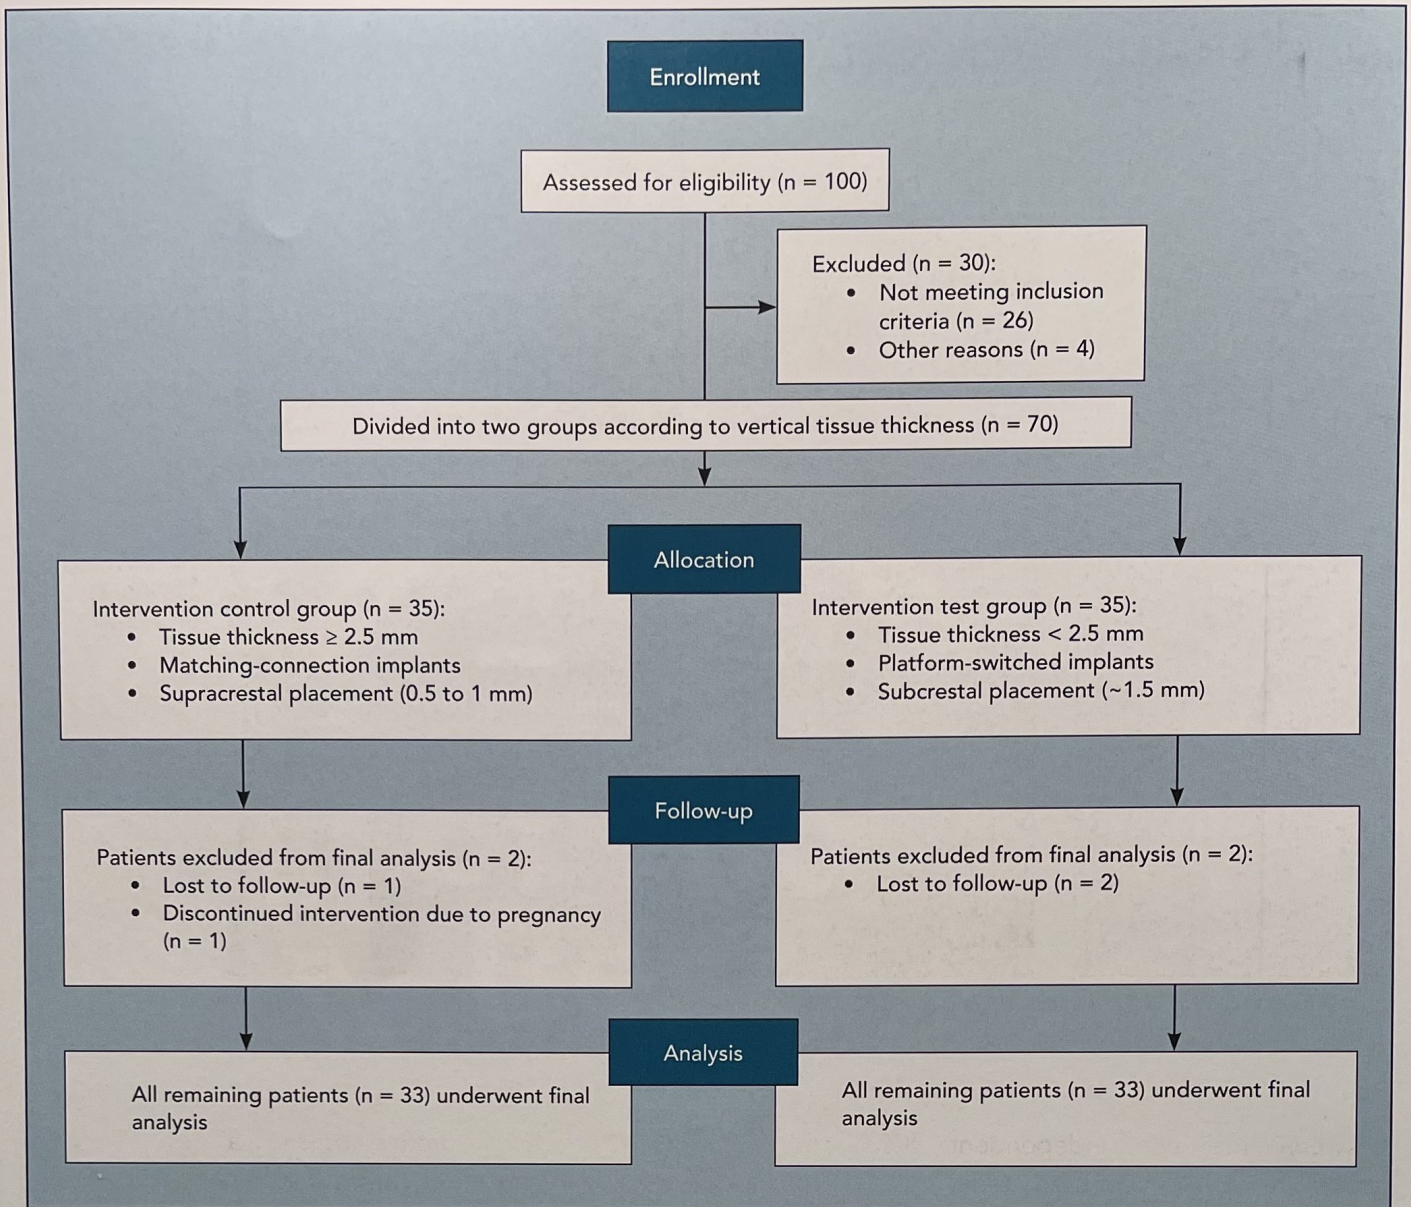 Enrollment
Assessed for eligibility (n = 100)
Excluded (n = 30):
• Not meeting inclusion
criteria (n = 26)
• Other reasons (n = 4)
Divided into two groups according to vertical tissue thickness (n = 70)
Allocation
Intervention control group (n = 35):
• Tissue thickness ≥ 2.5 mm
• Matching-connection implants
• Supracrestal placement (0.5 to 1 mm)
Intervention test group (n = 35):
• Tissue thickness < 2.5 mm
• Platform-switched implants
• Subcrestal placement (~1.5 mm)
Follow-up
Patients excluded from final analysis (n = 2):
• Lost to follow-up (n = 1)
• Discontinued intervention due to pregnancy
(n = 1)
Patients excluded from final analysis (n = 2):
• Lost to follow-up (n = 2)
Analysis
All remaining patients (n = 33) underwent final
analysis
All remaining patients (n = 33) underwent final
analysis